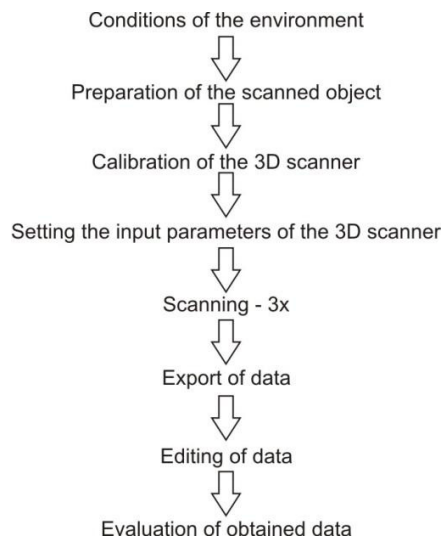 Conditions of the environment
Preparation of the scanned object
Calibration of the 3D scanner
Setting the input parameters of the 3D scanner
Scanning - 3x
Export of data
Editing of data
Evaluation of obtained data